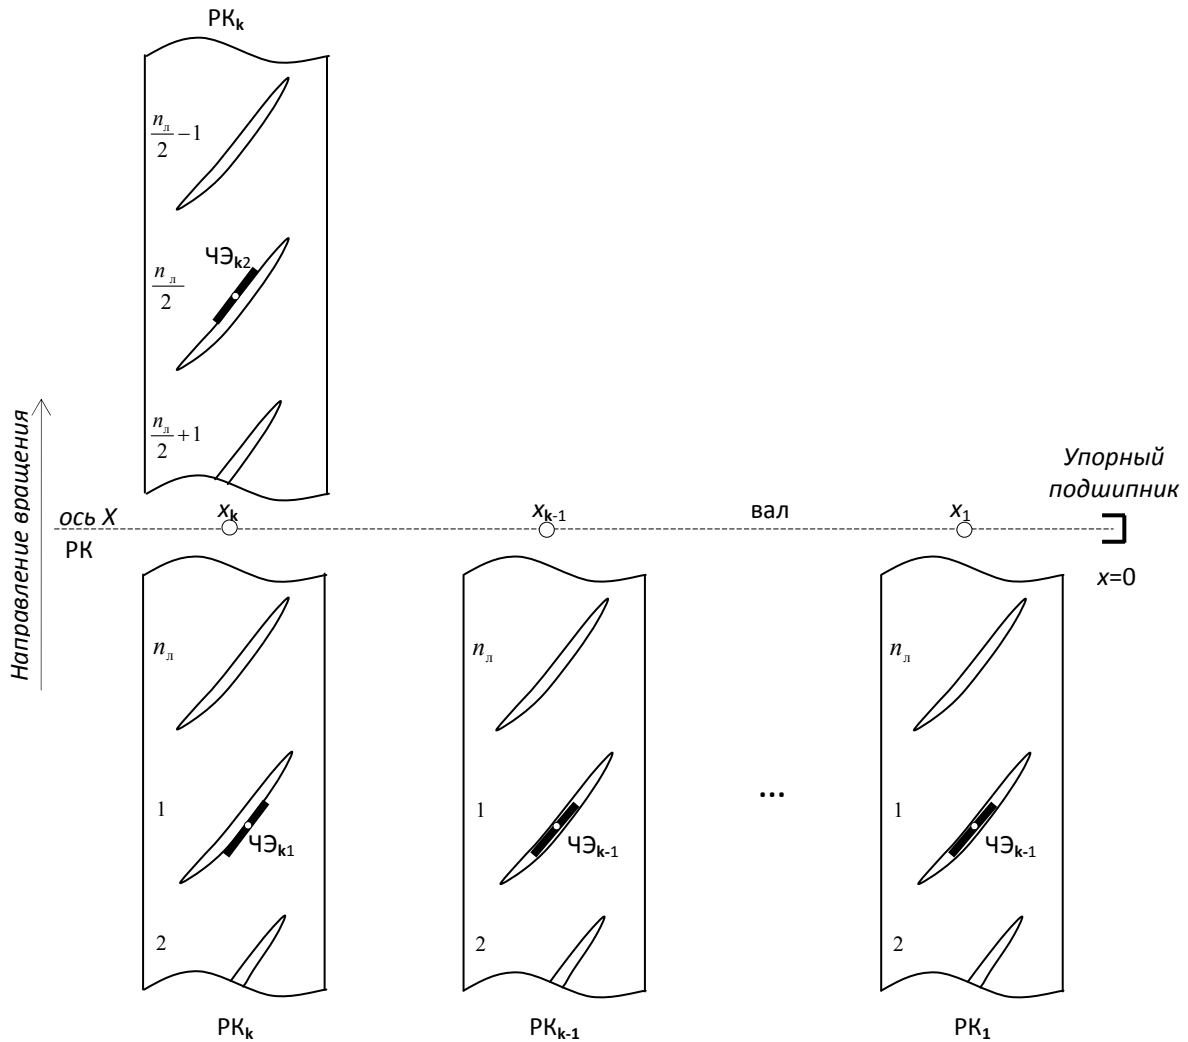 РКk
nл/2−1
ЧЭk2
nл/2
nл/2+1
Направление вращения
Упорный
подшипник
ось X
xk
xk-1
вал
x1
РК
x=0
nл
nл
nл
1
ЧЭk1
1
ЧЭk-1
...
1
ЧЭk-1
2
2
2
РКk
РКk-1
РК1